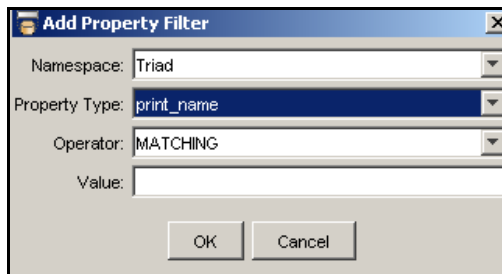 Add Property Filter
Namespace: Triad
Property Type: print_name
Operator: MATCHING
Value:
OK Cancel